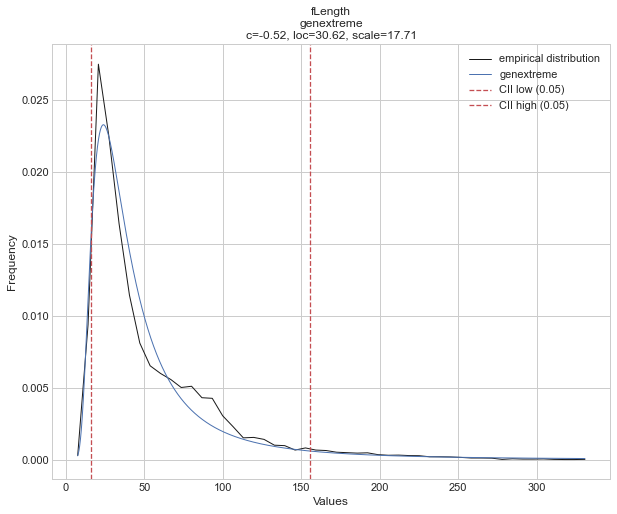 fLength
genextreme
c=-0.52, loc=30.62, scale=17.71
empirical distribution
genextreme
CII low (0.05)
CII high (0.05)
Frequency
0.025
0.020
0.015
0.010
0.005
0.000
0 50 100 150 200 250 300
Values